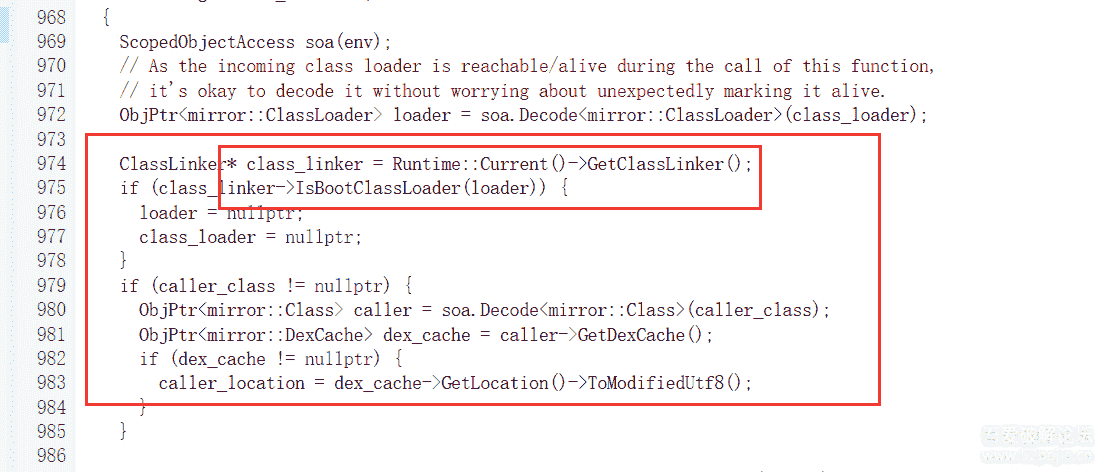 968 {
969 ScopedObjectAccess soa(env);
970 // As the incoming class loader is reachable/alive during the call of this function,
971 // it's okay to decode it without worrying about unexpectedly marking it alive.
972 ObjPtr<mirror::ClassLoader> loader = soa.Decode<mirror::ClassLoader>(class_loader);
973
974 ClassLinker* class_linker = Runtime::Current()->GetClassLinker();
975 if (class_linker->IsBootClassLoader(loader)) {
976 loader = nullptr;
977 class_loader = nullptr;
978 }
979 if (caller_class != nullptr) {
980 ObjPtr<mirror::Class> caller = soa.Decode<mirror::Class>(caller_class);
981 ObjPtr<mirror::DexCache> dex_cache = caller->GetDexCache();
982 if (dex_cache != nullptr) {
983 caller_location = dex_cache->GetLocation()->ToModifiedUtf8();
984 }
985 }
986